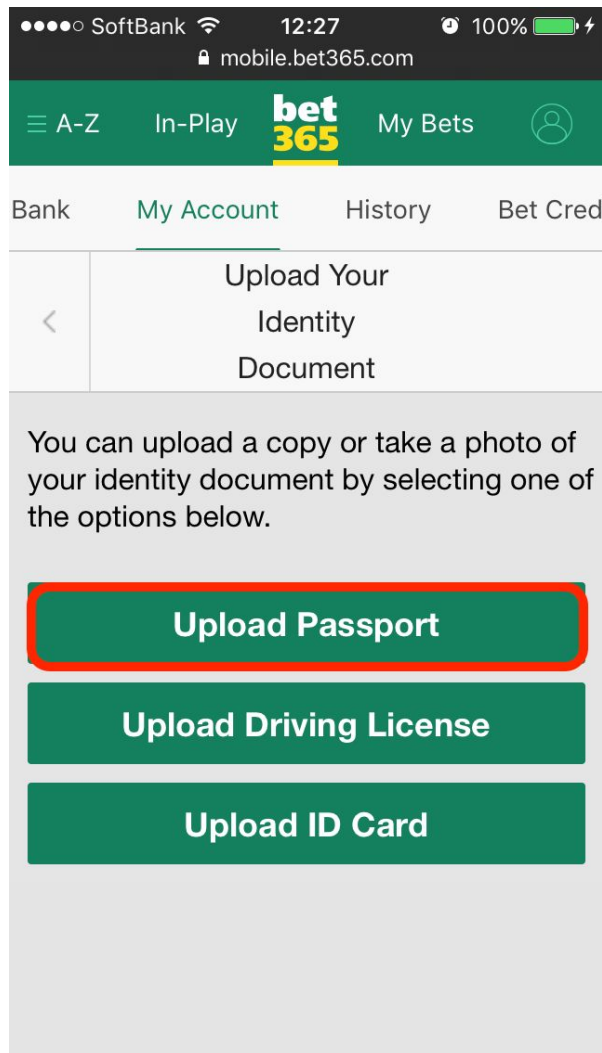 SoftBank 12:27 100%
mobile.bet365.com
A-Z In-Play bet365 My Bets
Bank My Account History Bet Cred
Upload Your
Identity
Document
You can upload a copy or take a photo of
your identity document by selecting one of
the options below.
Upload Passport
Upload Driving License
Upload ID Card